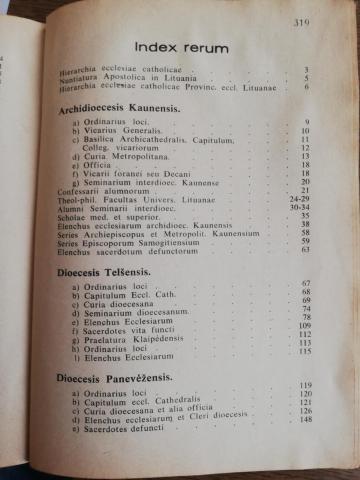 319
Index rerum
Hierarchia ecclesiae catholicae . . . . . . 3
Nuntiatura Apostolica in Lituania . . . . . 5
Hierarchia ecclesiae catholicae Provinc. eccl. Lituanae . 6
Archidioecesis Kaunensis.
a) Ordinarius loci. . . . . . . 9
b) Vicarius Generalis. . . . . . . 10
c) Basilica Archicathedralis. Capitulum, . . 11
Colleg. vicariorum . . . . . . 12
d) Curia Metropolitana. . . . . . 13
e) Officia . . . . . . . 18
f) Vicarii foranei seu Decani . . . . . 18
g) Seminarium interdioec. Kaunense . . . 20
Confessarii alumnorum . . . . . . 21
Theol-phil. Facultas Univers. Lituanae . . . 24-29
Alumni Seminarii interdioec. . . . . . 30-34
Scholae med. et superior. . . . . . 35
Elenchus ecclesiarum archidioec. Kaunensis . . 38
Series Archiepiscopus et Metropolit. Kaunensium . . 58
Series Episcoporum Samogitiensium . . . 59
Elenchus sacerdotum defunctorum . . . . 63
Dioecesis Telšensis.
a) Ordinarius loci . . . . . . 67
b) Capitulum Eccl. Cath. . . . . . 68
c) Curia dioecesana . . . . . . 69
d) Seminarium dioecesanum. . . . . 74
e) Elenchus Ecclesiarum . . . . . 78
f) Sacerdotes vita functi . . . . . 109
g) Praelatura Klaipėdensis . . . . . 112
h) Ordinarius loci . . . . . . 113
l) Elenchus Ecclesiarum . . . . . 115
Dioecesis Panevėžensis.
a) Ordinarius loci . . . . . . 119
b) Capitulum eccl. Cathedralis . . . . 120
c) Curia dioecesana et alia officia . . . . 121
d) Elenchus ecclesiarum et Cleri dioecesis . . . 126
e) Sacerdotes defuncti . . . . . . 148